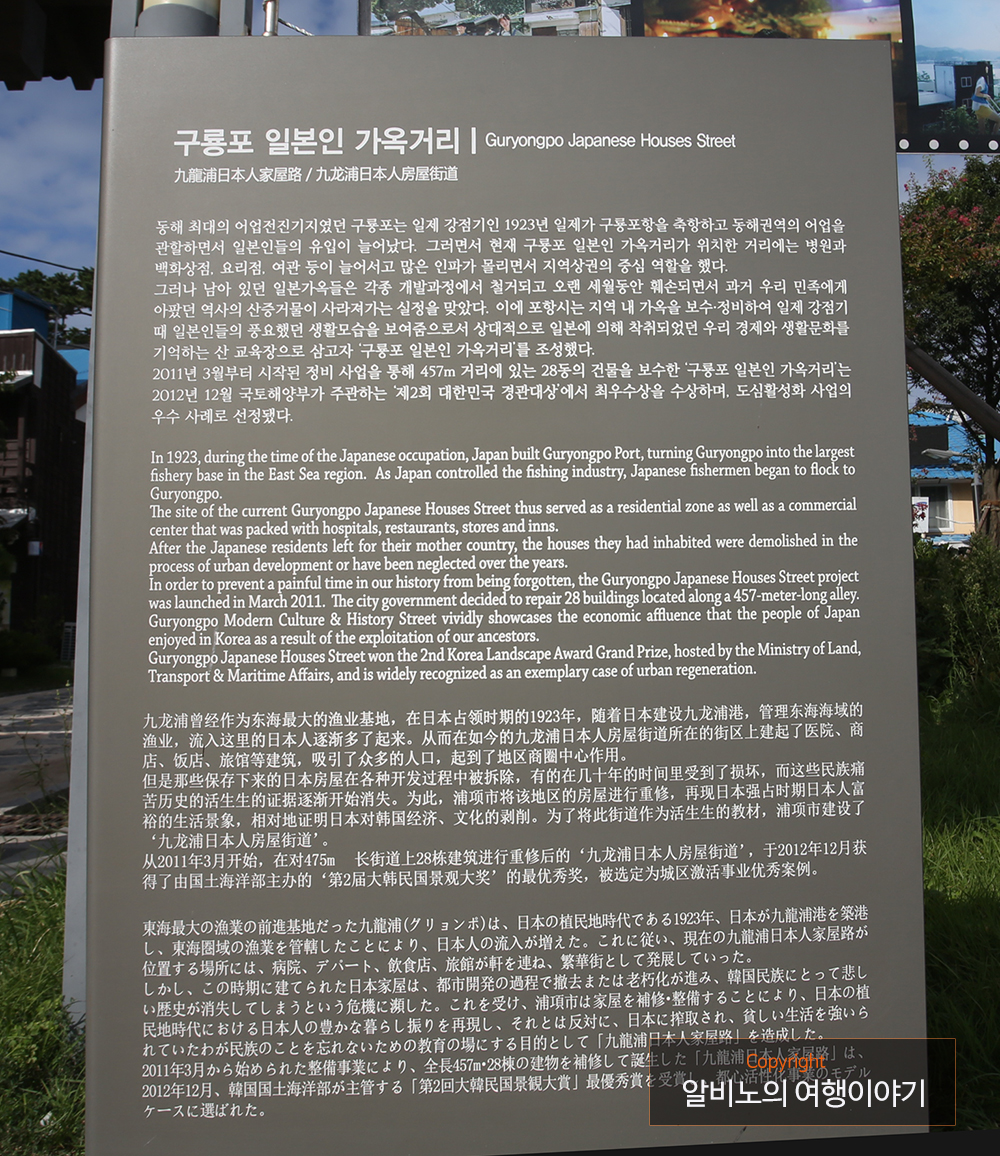 구룡포 일본인 가옥거리 | Guryongpo Japanese Houses Street
九龍浦日本人家屋路 / 九龙浦日本人房屋街道
동해 최대의 어업전진기지였던 구룡포는 일제 강점기인 1923년 일제가 구룡포항을 축항하고 동해권역의 어업을
관할하면서 일본인들의 유입이 늘어났다. 그러면서 현재 구룡포 일본인 가옥거리가 위치한 거리에는 병원과
백화상점, 요리점, 여관 등이 늘어서고 많은 인파가 몰리면서 지역상권의 중심 역할을 했다.
그러나 남아 있던 일본가옥들은 각종 개발과정에서 철거되고 오랜 세월동안 훼손되면서 과거 우리 민족에게
아팠던 역사의 산증거물이 사라져가는 실정을 맞았다. 이에 포항시는 지역 내 가옥을 보수·정비하여 일제 강점기
때 일본인들의 풍요했던 생활모습을 보여줌으로서 상대적으로 일본에 의해 착취되었던 우리 경제와 생활문화를
기억하는 산 교육장으로 삼고자 '구룡포 일본인 가옥거리'를 조성했다.
2011년 3월부터 시작된 정비 사업을 통해 457m 거리에 있는 28동의 건물을 보수한 '구룡포 일본인 가옥거리'는
2012년 12월 국토해양부가 주관하는 '제2회 대한민국 경관대상'에서 최우수상을 수상하며, 도심활성화 사업의
우수 사례로 선정됐다.
In 1923, during the time of the Japanese occupation, Japan built Guryongpo Port, turning Guryongpo into the largest
fishery base in the East Sea region. As Japan controlled the fishing industry, Japanese fishermen began to flock to
Guryongpo.
The site of the current Guryongpo Japanese Houses Street thus served as a residential zone as well as a commercial
center that was packed with hospitals, restaurants, stores and inns.
After the Japanese residents left for their mother country, the houses they had inhabited were demolished in the
process of urban development or have been neglected over the years.
In order to prevent a painful time in our history from being forgotten, the Guryongpo Japanese Houses Street project
was launched in March 2011. The city government decided to repair 28 buildings located along a 457-meter-long alley.
Guryongpo Modern Culture & History Street vividly showcases the economic affluence that the people of Japan
enjoyed in Korea as a result of the exploitation of our ancestors.
Guryongpo Japanese Houses Street won the 2nd Korea Landscape Award Grand Prize, hosted by the Ministry of Land,
Transport & Maritime Affairs, and is widely recognized as an exemplary case of urban regeneration.
九龙浦曾经作为东海最大的渔业基地，在日本占领时期的1923年，随着日本建设九龙浦港，管理东海海域的
渔业，流入这里的日本人逐渐多了起来。从而在如今的九龙浦日本人房屋街道所在的街区上建起了医院、商
店、饭店、旅馆等建筑，吸引了众多的人口，起到了地区商圈中心作用。
但是那些保存下来的日本房屋在各种开发过程中被拆除，有的在几十年的时间里受到了损坏，而这些民族痛
苦历史的活生生的证据逐渐开始消失。为此，浦项市将该地区的房屋进行重修，再现日本强占时期日本人富
裕的生活景象，相对地证明日本对韩国经济、文化的剥削。为了将此街道作为活生生的教材，浦项市建设了
‘九龙浦日本人房屋街道’。
从2011年3月开始，在对475m 长街道上28栋建筑进行重修后的‘九龙浦日本人房屋街道’，于2012年12月获
得了由国土海洋部主办的‘第2届大韩民国景观大奖’的最优秀奖，被选定为城区激活事业优秀案例。
東海最大の漁業の前進基地だった九龍浦(グリョンポ)は、日本の植民地時代である1923年、日本が九龍浦港を築港
し、東海圏域の漁業を管轄したことにより、日本人の流入が増えた。これに従い、現在の九龍浦日本人家屋路が
位置する場所には、病院、デパート、飲食店、旅館が軒を連ね、繁華街として発展していった。
しかし、この時期に建てられた日本家屋は、都市開発の過程で撤去または老朽化が進み、韓国民族にとって悲し
い歴史が消失してしまうという危機に瀕した。これを受け、浦項市は家屋を補修•整備することにより、日本の植
民地時代における日本人の豊かな暮らし振りを再現し、それとは反対に、日本に搾取され、貧しい生活を強いら
れていたわが民族のことを忘れないための教育の場にする目的として「九龍浦日本人家屋路」を造成した。
2011年3月から始められた整備事業により、全長457m•28棟の建物を補修して誕生した「九龍浦日本人家屋路」は、
2012年12月、韓国国土海洋部が主管する「第2回大韓民国景観大賞」最優秀賞を受賞し、都心活性化事業のモデル
ケースに選ばれた。
Copyright
알비노의 여행이야기